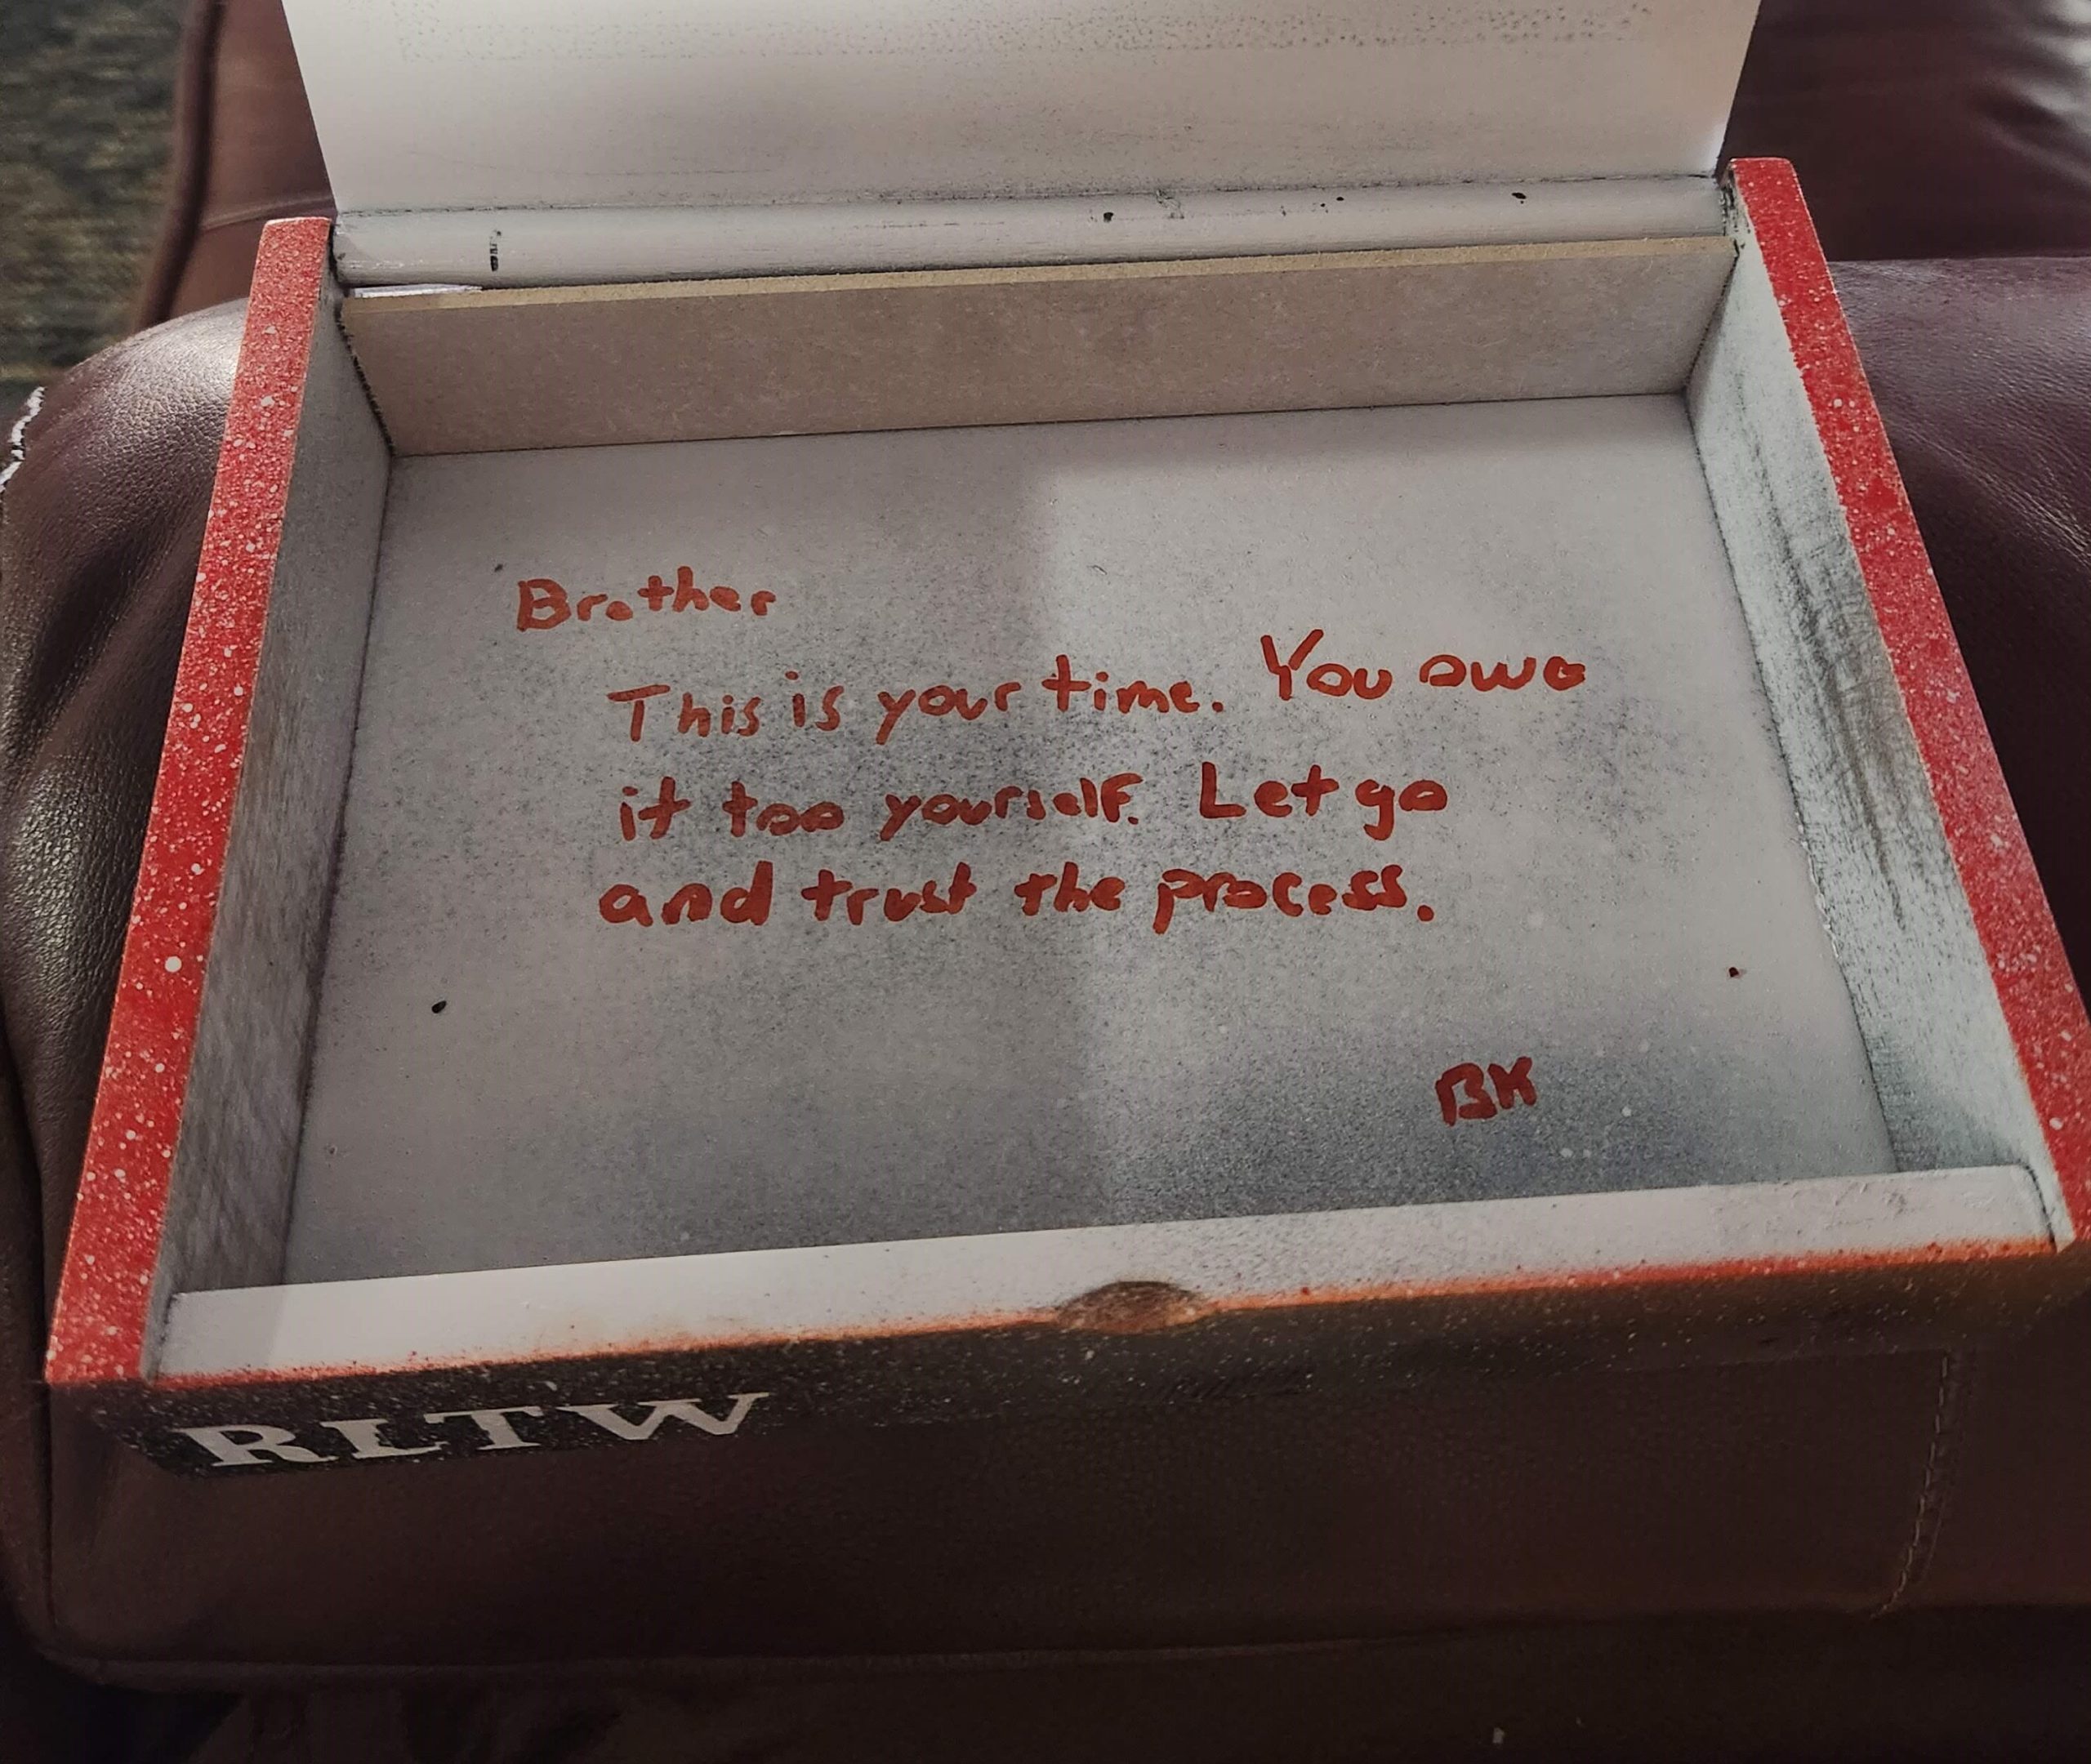 Brother
This is your time. You owe
it too yourself. Let go
and trust the process.
BK
RLTW